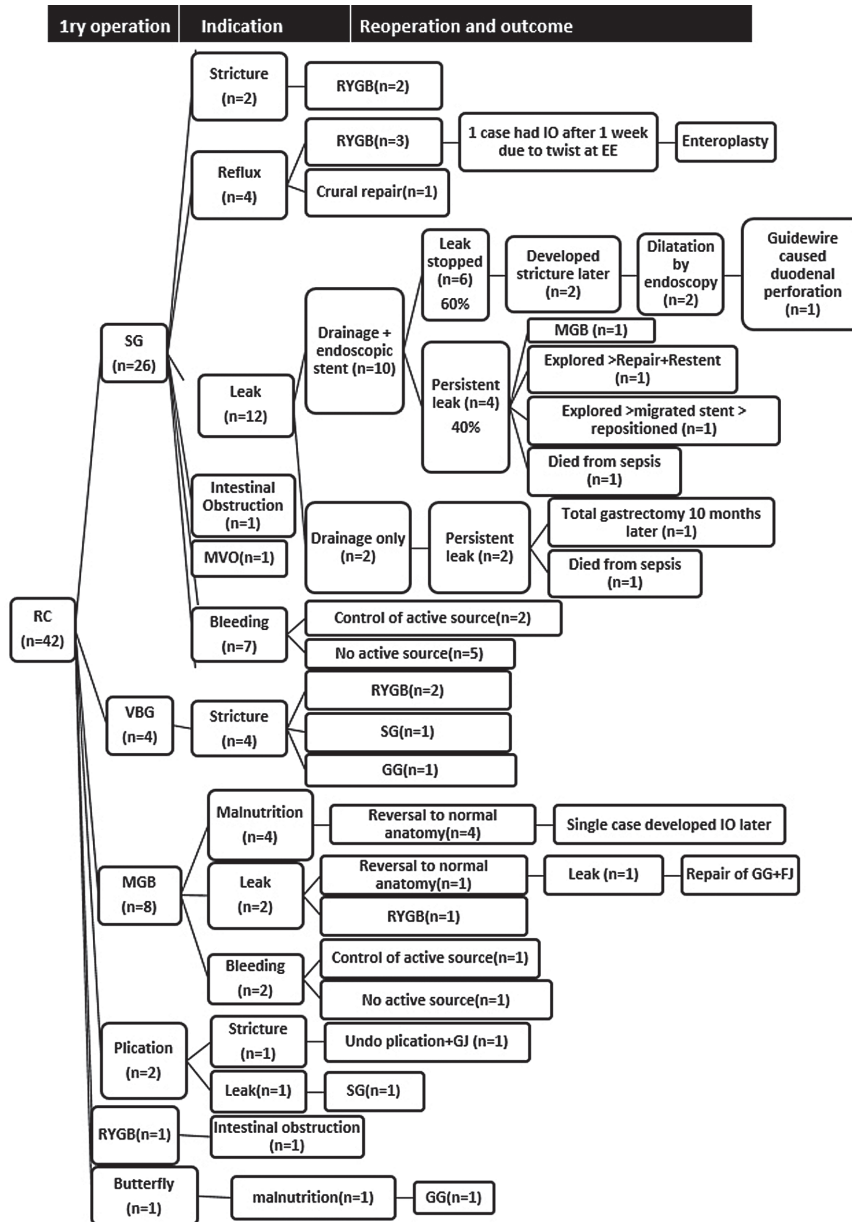 1ry operation
Indication
Reoperation and outcome
RC
(n=42)
SG
(n=26)
Stricture
(n=2)
RYGB(n=2)
Reflux
(n=4)
RYGB(n=3)
1 case had IO after 1 week
due to twist at EE
Enteroplasty
Crural repair(n=1)
Leak
(n=12)
Drainage +
endoscopic
stent (n=10)
Leak
stopped
(n=6)
60%
Developed
stricture later
(n=2)
Dilatation
by
endoscopy
(n=2)
Guidewire
caused
duodenal
perforation
(n=1)
Persistent
leak (n=4)
40%
MGB (n=1)
Explored >Repair+Restent
(n=1)
Explored >migrated stent >
repositioned (n=1)
Died from sepsis
(n=1)
Drainage only
(n=2)
Persistent
leak (n=2)
Total gastrectomy 10 months
later (n=1)
Died from sepsis
(n=1)
Intestinal
Obstruction
(n=1)
MVO(n=1)
Bleeding
(n=7)
Control of active source(n=2)
No active source(n=5)
VBG
(n=4)
Stricture
(n=4)
RYGB(n=2)
SG(n=1)
GG(n=1)
MGB
(n=8)
Malnutrition
(n=4)
Reversal to normal
anatomy(n=4)
Single case developed IO later
Leak
(n=2)
Reversal to normal
anatomy(n=1)
Leak (n=1)
Repair of GG+FJ
RYGB(n=1)
Bleeding
(n=2)
Control of active source(n=1)
No active source(n=1)
Plication
(n=2)
Stricture
(n=1)
Undo plication+GJ (n=1)
Leak(n=1)
SG(n=1)
RYGB(n=1)
Intestinal obstruction
(n=1)
Butterfly
(n=1)
malnutrition(n=1)
GG(n=1)